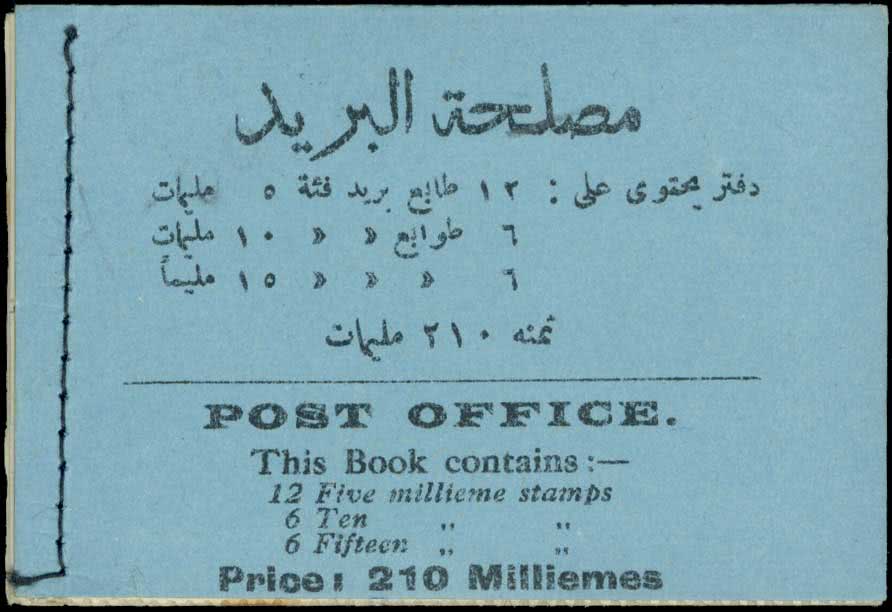 مصلحة البريد
دفتر يحتوى على : ١٢ طابع بريد فئة ٥ مليمات
٦ طوابع » » ١٠ مليمات
٦ » » » ١٥ مليماً
ثمنه ٢١٠ مليمات
POST OFFICE.
This Book contains :—
12 Five millieme stamps
6 Ten „ „
6 Fifteen „ „
Price: 210 Milliemes